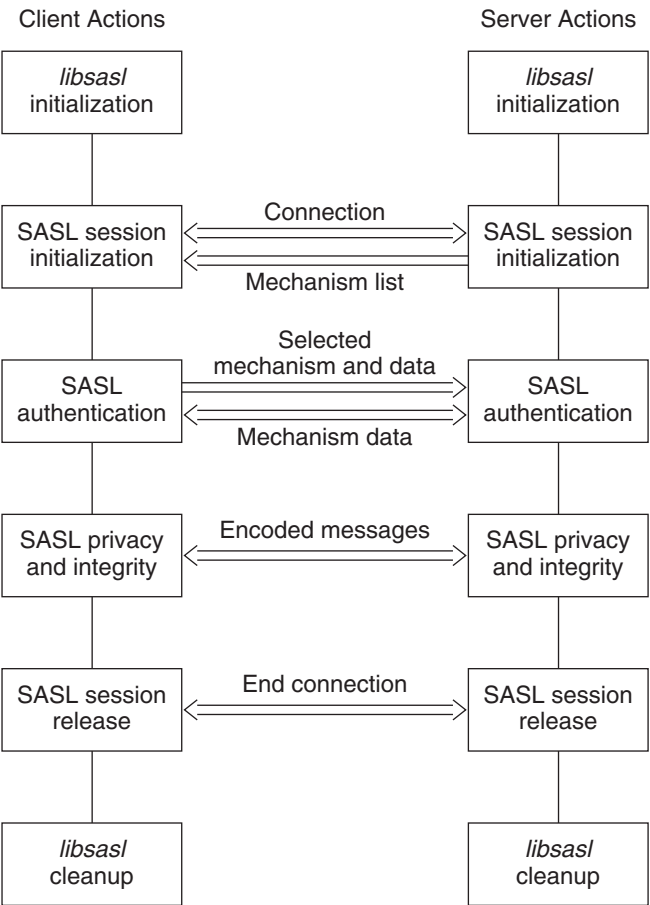 Client Actions
Server Actions
libsasl
initialization
libsasl
initialization
SASL session
initialization
Connection
Mechanism list
SASL session
initialization
SASL
authentication
Selected
mechanism and data
Mechanism data
SASL
authentication
SASL privacy
and integrity
Encoded messages
SASL privacy
and integrity
SASL session
release
End connection
SASL session
release
libsasl
cleanup
libsasl
cleanup